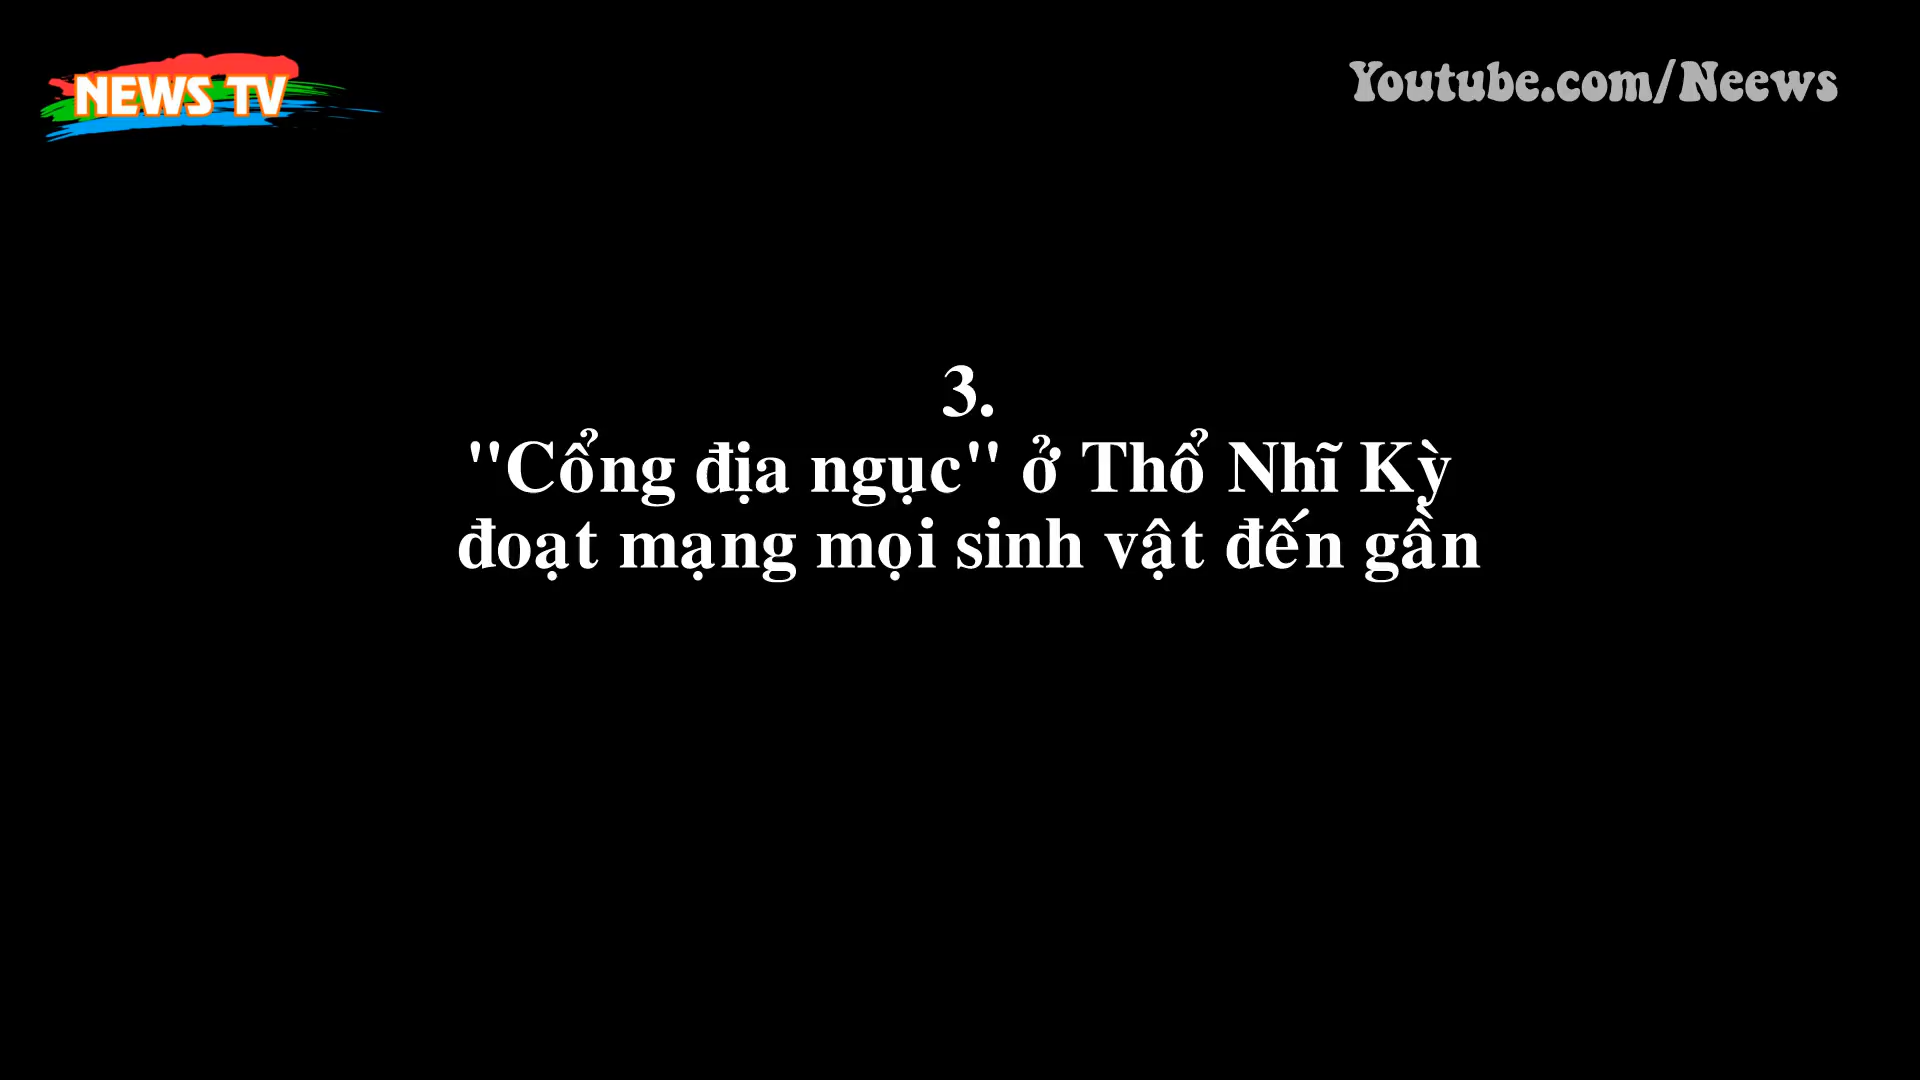 NEWS TV
Youtube.com/Neews
3.
"Cổng địa ngục" ở Thổ Nhĩ Kỳ
đoạt mạng mọi sinh vật đến gần